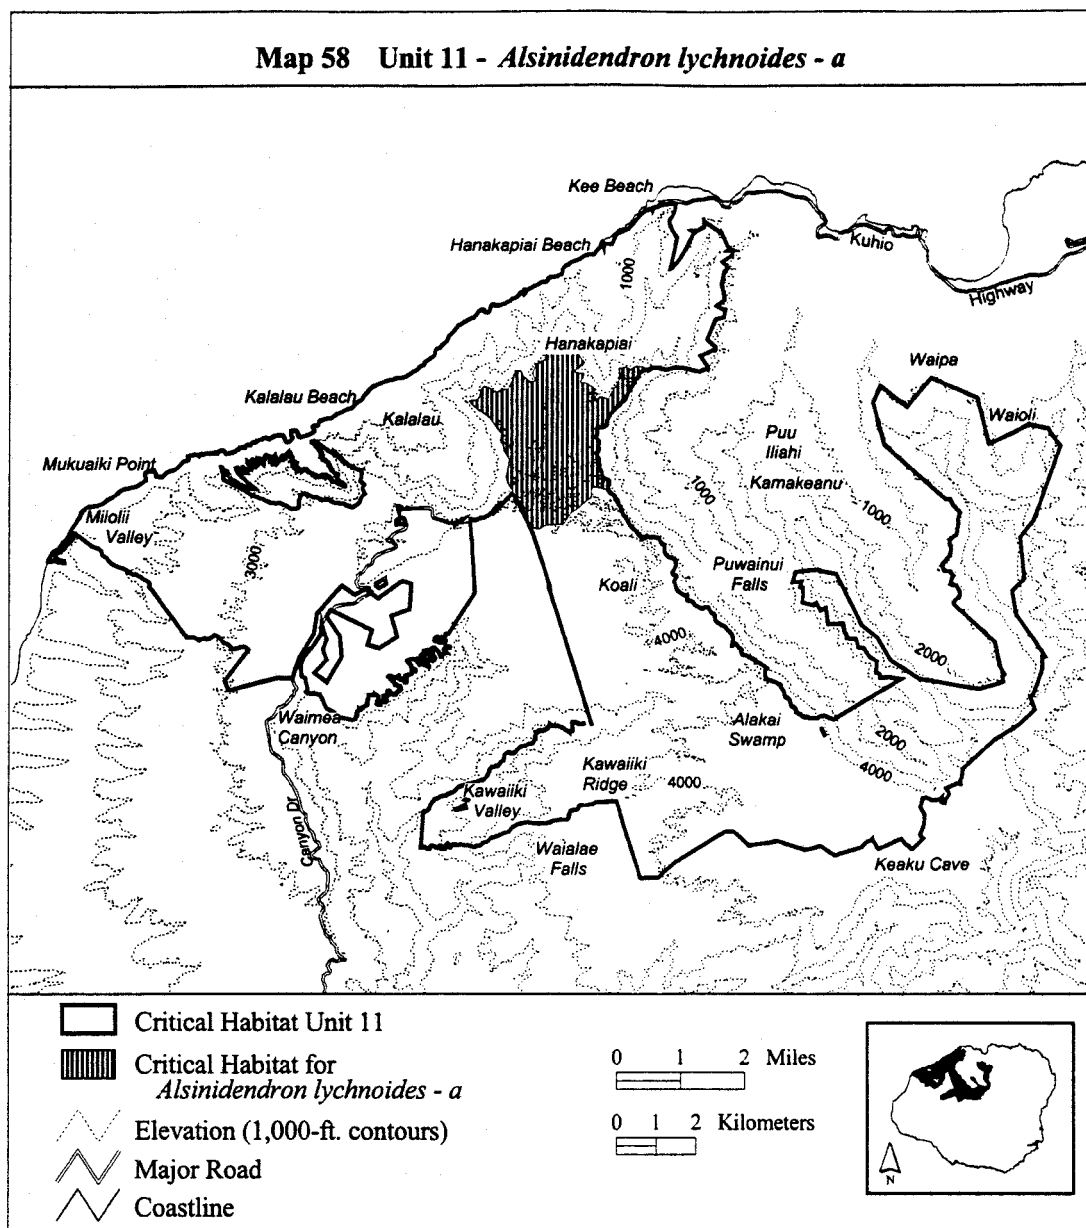 Map 58 Unit 11 - Alsinidendron lychnoides - a
Kee Beach
Hanakapiai Beach
Kuhio
Highway
1000
Hanakapiai
Waipa
Kalalau Beach
Kalalau
Waioli
Puu
Iliahi
Mukuaiki Point
Kamakeanu
1000
1000
Milolii
Valley
3000
Koali
Puwainui
Falls
4000
2000
Waimea
Canyon
Alakai
Swamp
2000
4000
Kawaiiki
Ridge
4000
Kawaiiki
Valley
Canyon Dr
Waialae
Falls
Keaku Cave
Critical Habitat Unit 11
Critical Habitat for
Alsinidendron lychnoides - a
Elevation (1,000-ft. contours)
Major Road
Coastline
0 1 2 Miles
0 1 2 Kilometers
N